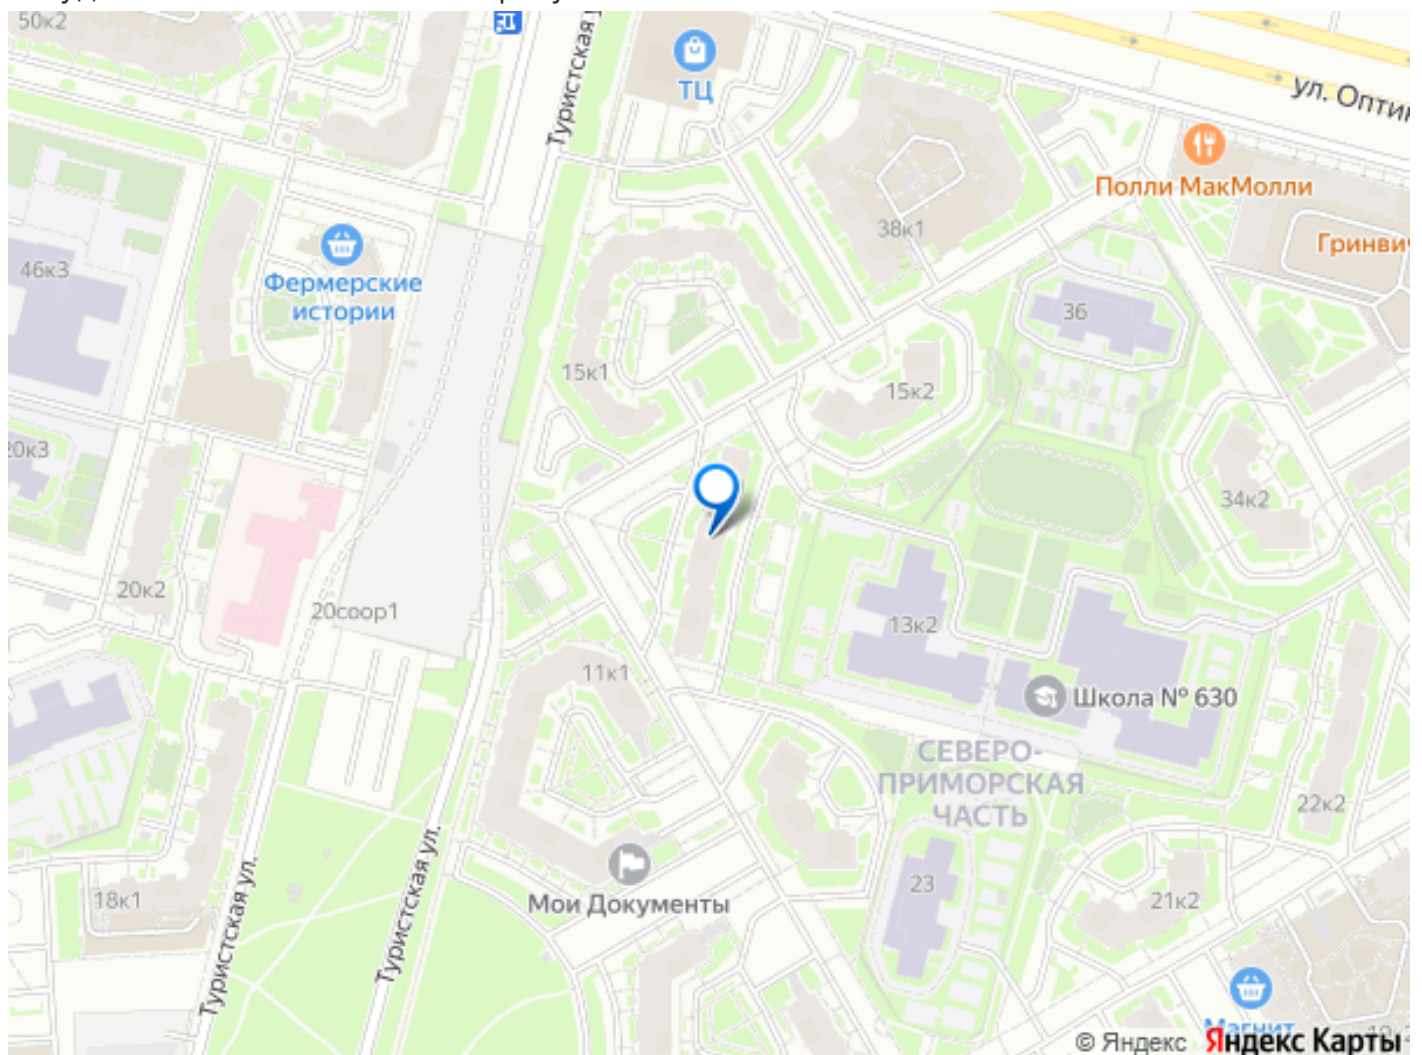 50к2
Туристская у
ТЦ
ул. Опти
Полли МакМолли
38к1
Гринвич
46к3
Фермерские
истории
36
15к1
15к2
20к3
34к2
20к2
20соор1
13к2
11к1
Школа № 630
СЕВЕРО-
ПРИМОРСКАЯ
ЧАСТЬ
22к2
18к1
Туристская ул.
Туристская ул.
Мои Документы
23
21к2
Магнит
© Яндекс Яндекс Карты